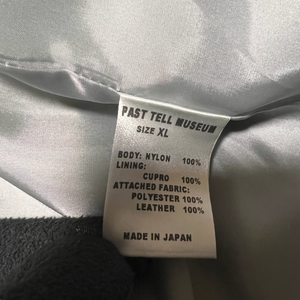 PAST TELL MUSEUM
SIZE XL
BODY: NYLON 100%
LINING:
CUPRO 100%
ATTACHED FABRIC:
POLYESTER 100%
LEATHER 100%
MADE IN JAPAN